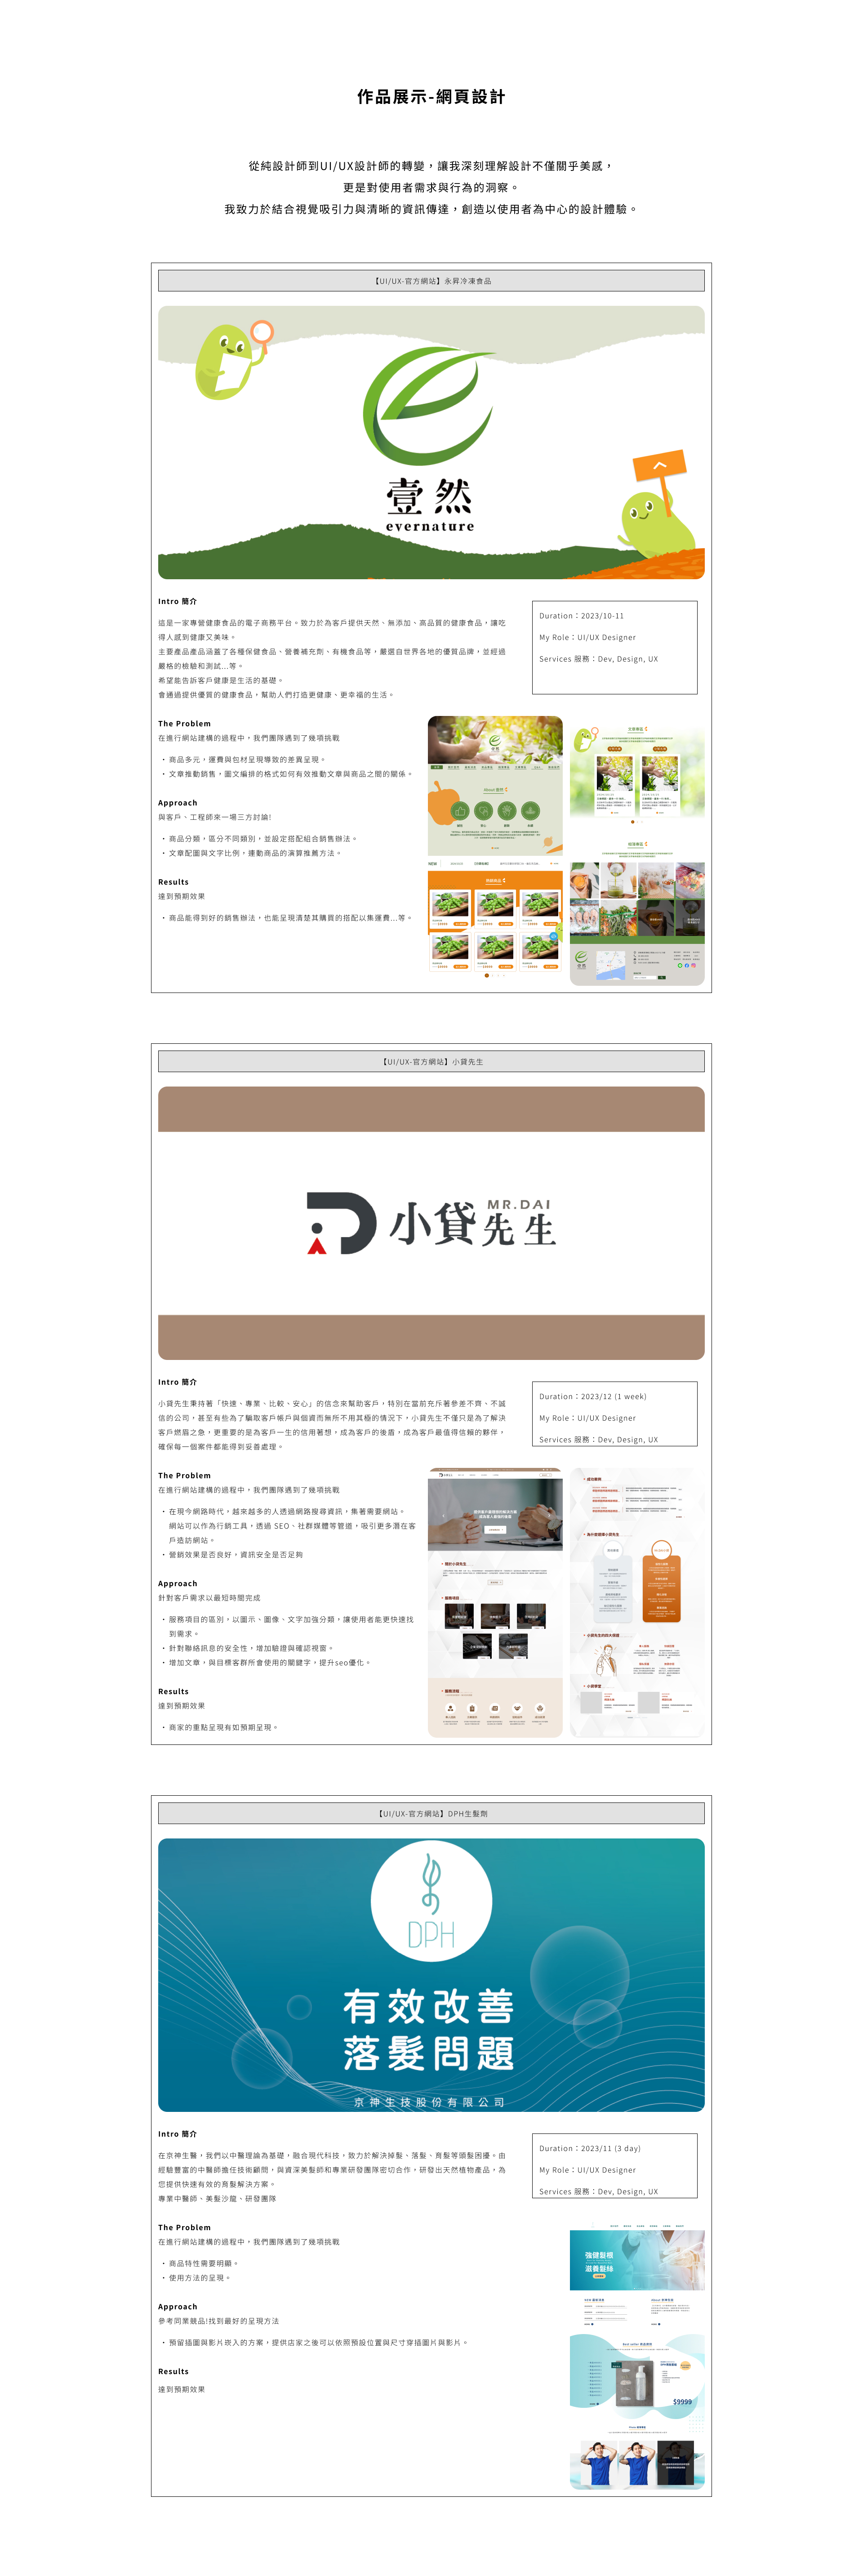 作品展示-網頁設計
從純設計師到UI/UX設計師的轉變，讓我深刻理解設計不僅關乎美感，
更是對使用者需求與行為的洞察。
我致力於結合視覺吸引力與清晰的資訊傳達，創造以使用者為中心的設計體驗。
【UI/UX-官方網站】永昇冷凍食品
壹然
evernature
Intro 簡介
這是一家專營健康食品的電子商務平台。致力於為客戶提供天然、無添加、高品質的健康食品，讓吃
得人感到健康又美味。
主要產品產品涵蓋了各種保健食品、營養補充劑、有機食品等，嚴選自世界各地的優質品牌，並經過
嚴格的檢驗和測試...等。
希望能告訴客戶健康是生活的基礎。
會通過提供優質的健康食品，幫助人們打造更健康、更幸福的生活。
Duration：2023/10-11
My Role：UI/UX Designer
Services 服務：Dev, Design, UX
The Problem
在進行網站建構的過程中，我們團隊遇到了幾項挑戰
・商品多元，運費與包材呈現導致的差異呈現。
・文章推動銷售，圖文編排的格式如何有效推動文章與商品之間的關係。
Approach
與客戶、工程師來一場三方討論!
・商品分類，區分不同類別，並設定搭配組合銷售辦法。
・文章配圖與文字比例，連動商品的演算推薦方法。
Results
達到預期效果
・商品能得到好的銷售辦法，也能呈現清楚其購買的搭配以集運費...等。
【UI/UX-官方網站】小貸先生
小貸先生
MR.DAI
Intro 簡介
小貸先生秉持著「快速、專業、比較、安心」的信念來幫助客戶，特別在當前充斥著參差不齊、不誠
信的公司，甚至有些為了騙取客戶帳戶與個資而無所不用其極的情況下，小貸先生不僅只是為了解決
客戶燃眉之急，更重要的是為客戶一生的信用著想，成為客戶的後盾，成為客戶最值得信賴的夥伴，
確保每一個案件都能得到妥善處理。
Duration：2023/12 (1 week)
My Role：UI/UX Designer
Services 服務：Dev, Design, UX
The Problem
在進行網站建構的過程中，我們團隊遇到了幾項挑戰
・在現今網路時代，越來越多的人透過網路搜尋資訊，集著需要網站。
網站可以作為行銷工具，透過 SEO、社群媒體等管道，吸引更多潛在客
戶造訪網站。
・營銷效果是否良好，資訊安全是否足夠
Approach
針對客戶需求以最短時間完成
・服務項目的區別，以圖示、圖像、文字加強分類，讓使用者能更快速找
到需求。
・針對聯絡訊息的安全性，增加驗證與確認視窗。
・增加文章，與目標客群所會使用的關鍵字，提升seo優化。
Results
達到預期效果
・商家的重點呈現有如預期呈現。
【UI/UX-官方網站】DPH生髮劑
DPH
有效改善
落髮問題
京神生技股份有限公司
Intro 簡介
在京神生醫，我們以中醫理論為基礎，融合現代科技，致力於解決掉髮、落髮、育髮等頭髮困擾。由
經驗豐富的中醫師擔任技術顧問，與資深美髮師和專業研發團隊密切合作，研發出天然植物產品，為
您提供快速有效的育髮解決方案。
專業中醫師、美髮沙龍、研發團隊
Duration：2023/11 (3 day)
My Role：UI/UX Designer
Services 服務：Dev, Design, UX
The Problem
在進行網站建構的過程中，我們團隊遇到了幾項挑戰
・商品特性需要明顯。
・使用方法的呈現。
Approach
參考同業競品!找到最好的呈現方法
・預留插圖與影片崁入的方案，提供店家之後可以依照預設位置與尺寸穿插圖片與影片。
Results
達到預期效果
強健髮根
滋養髮絲
$9999